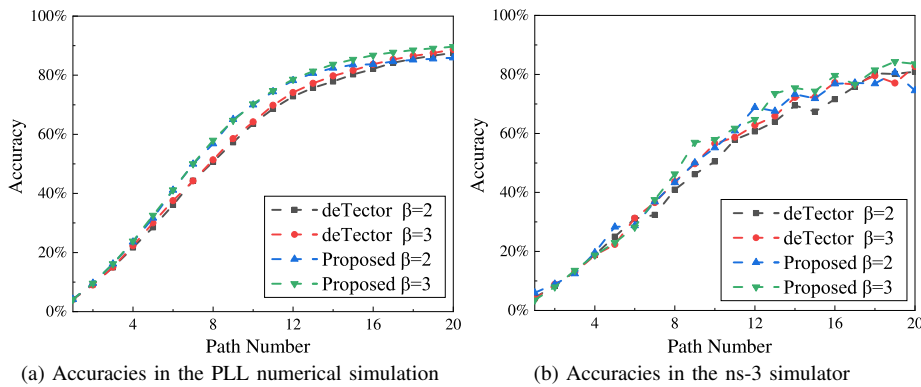 100%
80%
60%
40%
20%
0%
Accuracy
4
8
12
16
20
Path Number
deTector β=2
deTector β=3
Proposed β=2
Proposed β=3
(a) Accuracies in the PLL numerical simulation
100%
80%
60%
40%
20%
0%
Accuracy
4
8
12
16
20
Path Number
deTector β=2
deTector β=3
Proposed β=2
Proposed β=3
(b) Accuracies in the ns-3 simulator